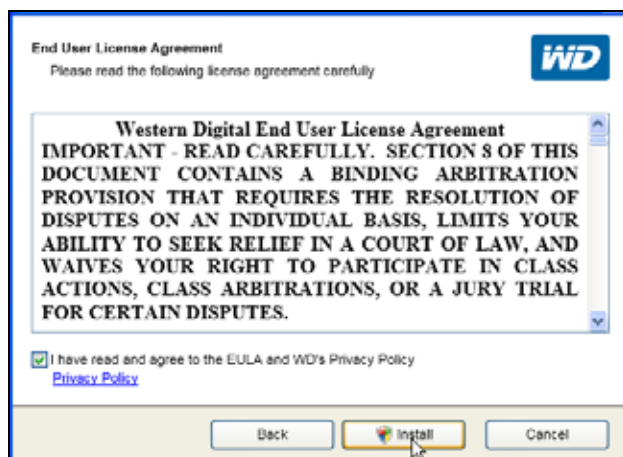 End User License Agreement
Please read the following license agreement carefully
WD
Western Digital End User License Agreement
IMPORTANT - READ CAREFULLY. SECTION 8 OF THIS
DOCUMENT CONTAINS A BINDING ARBITRATION
PROVISION THAT REQUIRES THE RESOLUTION OF
DISPUTES ON AN INDIVIDUAL BASIS, LIMITS YOUR
ABILITY TO SEEK RELIEF IN A COURT OF LAW, AND
WAIVES YOUR RIGHT TO PARTICIPATE IN CLASS
ACTIONS, CLASS ARBITRATIONS, OR A JURY TRIAL
FOR CERTAIN DISPUTES.
I have read and agree to the EULA and WD's Privacy Policy
Privacy Policy
Back Install Cancel